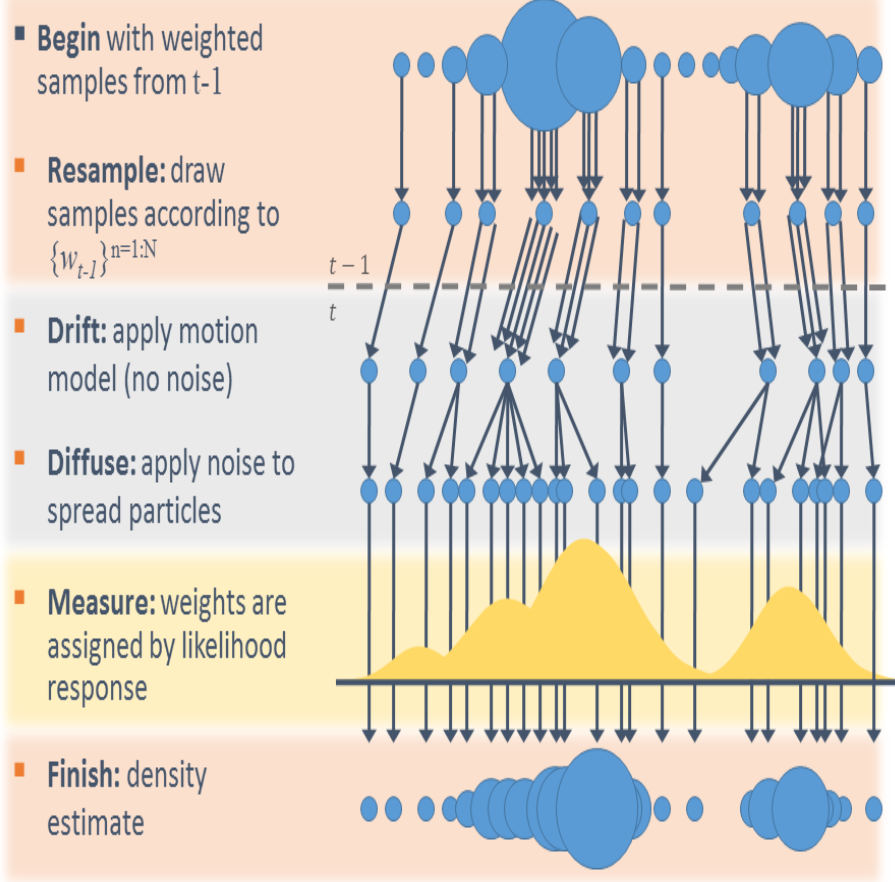 Begin with weighted
samples from t-1
Resample: draw
samples according to
{w_{t-1}}^{n=1:N}
t − 1
t
Drift: apply motion
model (no noise)
Diffuse: apply noise to
spread particles
Measure: weights are
assigned by likelihood
response
Finish: density
estimate